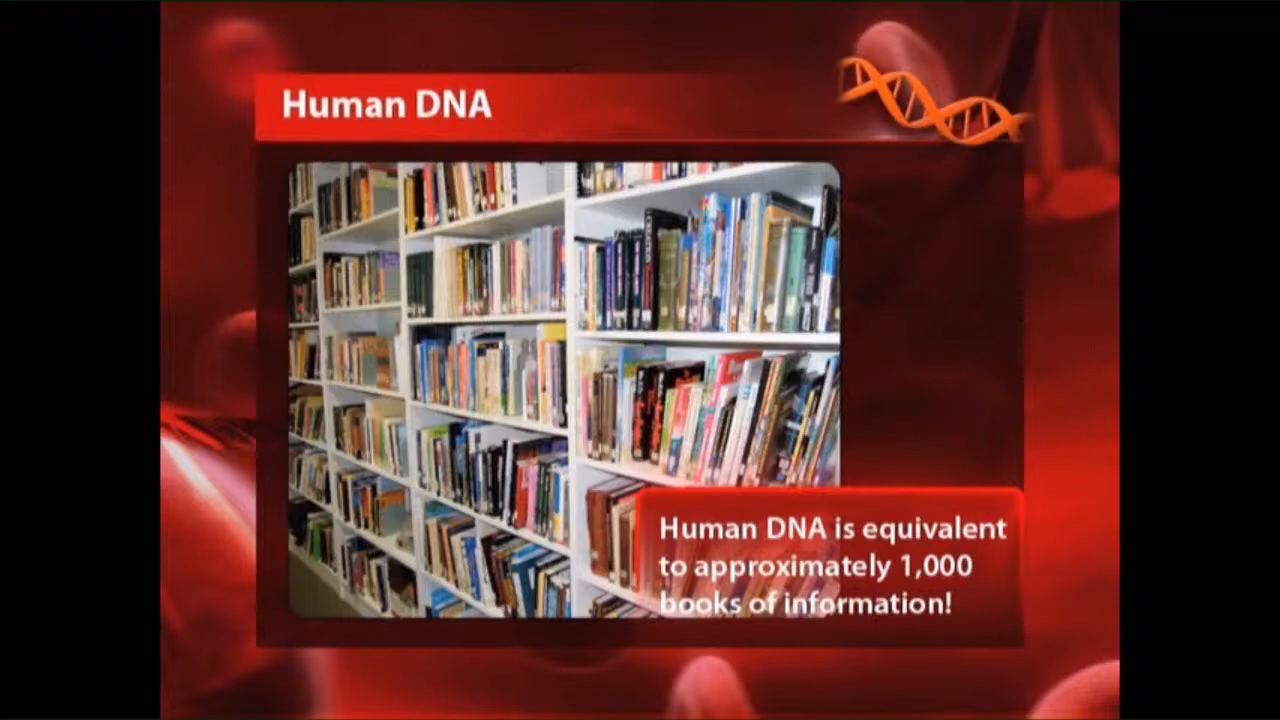 Human DNA
Human DNA is equivalent
to approximately 1,000
books of information!